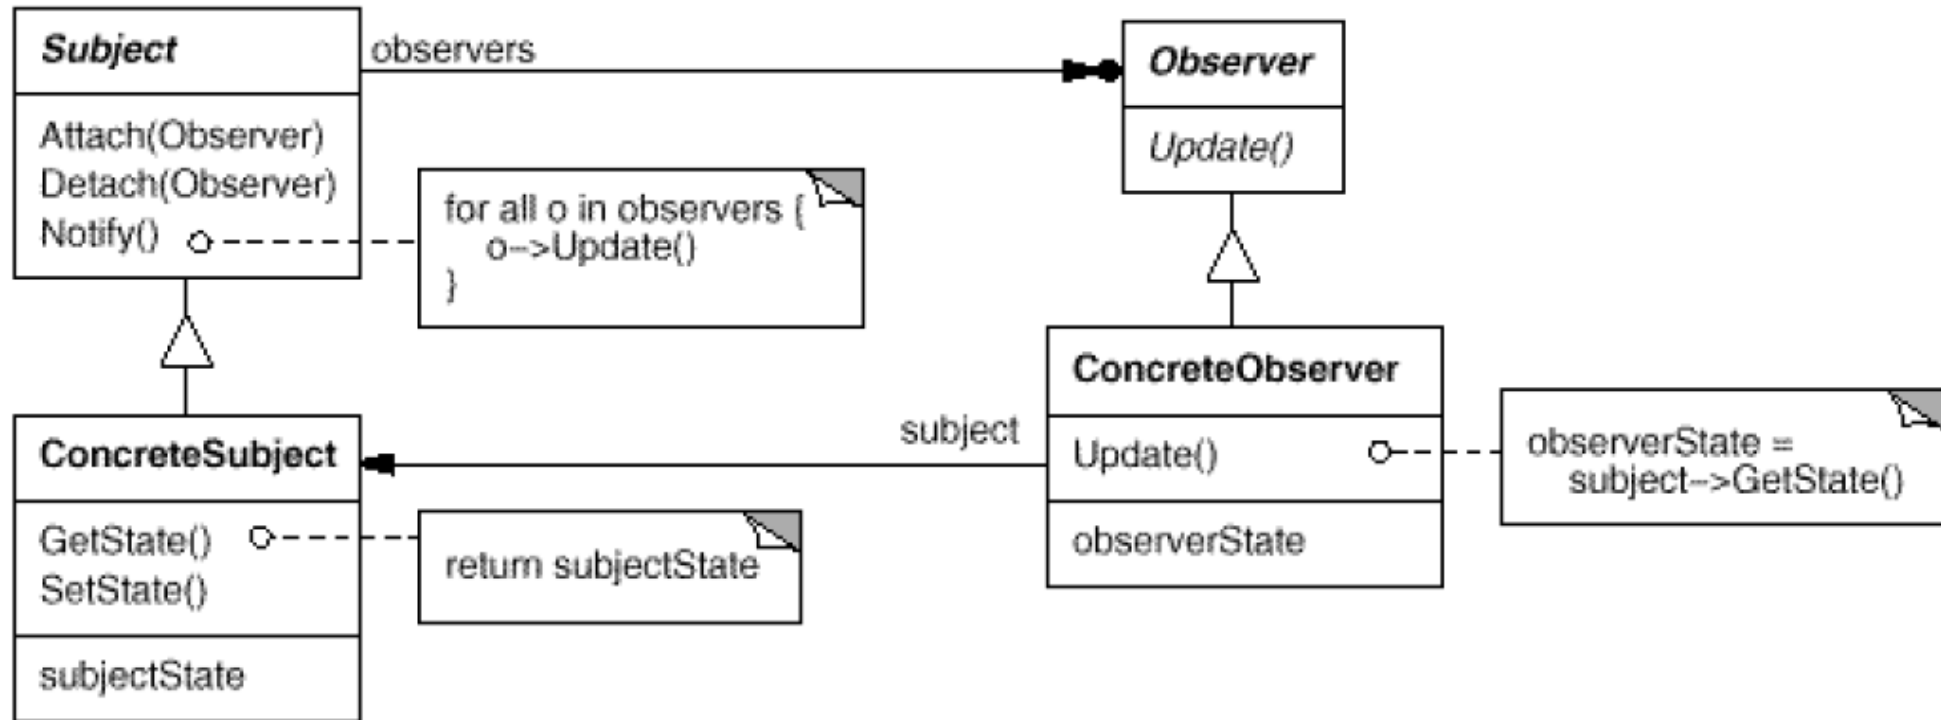 Subject
observers
Attach(Observer)
Detach(Observer)
Notify()
for all o in observers {
o->Update()
}
Observer
Update()
ConcreteSubject
GetState()
SetState()
subjectState
return subjectState
subject
ConcreteObserver
Update()
observerState
observerState =
subject->GetState()